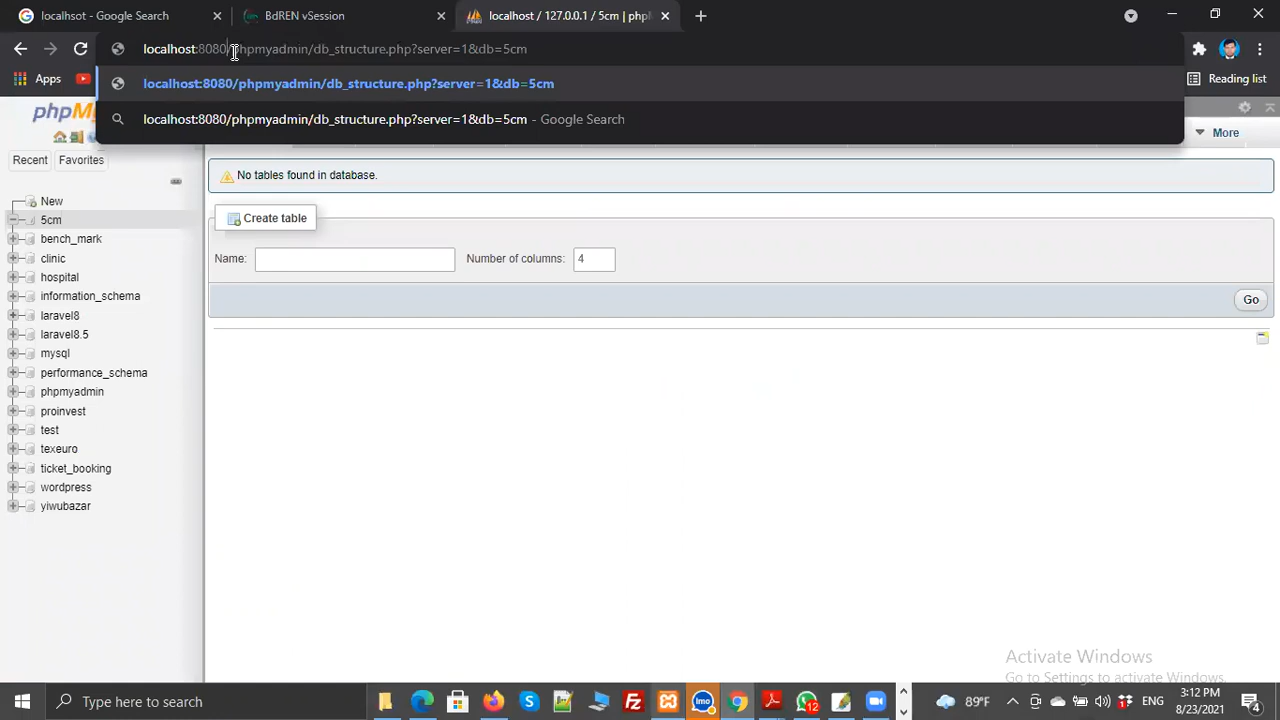 localhsot - Google Search
BdREN vSession
localhost / 127.0.0.1 / 5cm | php
localhost:8080/phpmyadmin/db_structure.php?server=1&db=5cm
Apps
localhost:8080/phpmyadmin/db_structure.php?server=1&db=5cm
Reading list
localhost:8080/phpmyadmin/db_structure.php?server=1&db=5cm - Google Search
phpM
More
Recent
Favorites
No tables found in database.
New
5cm
Create table
bench_mark
clinic
Name:
Number of columns:
4
hospital
information_schema
Go
laravel8
laravel8.5
mysql
performance_schema
phpmyadmin
proinvest
test
texeuro
ticket_booking
wordpress
yiwubazar
Activate Windows
Go to Settings to activate Windows.
Type here to search
imo
12
89°F
ENG
3:12 PM
8/23/2021
4